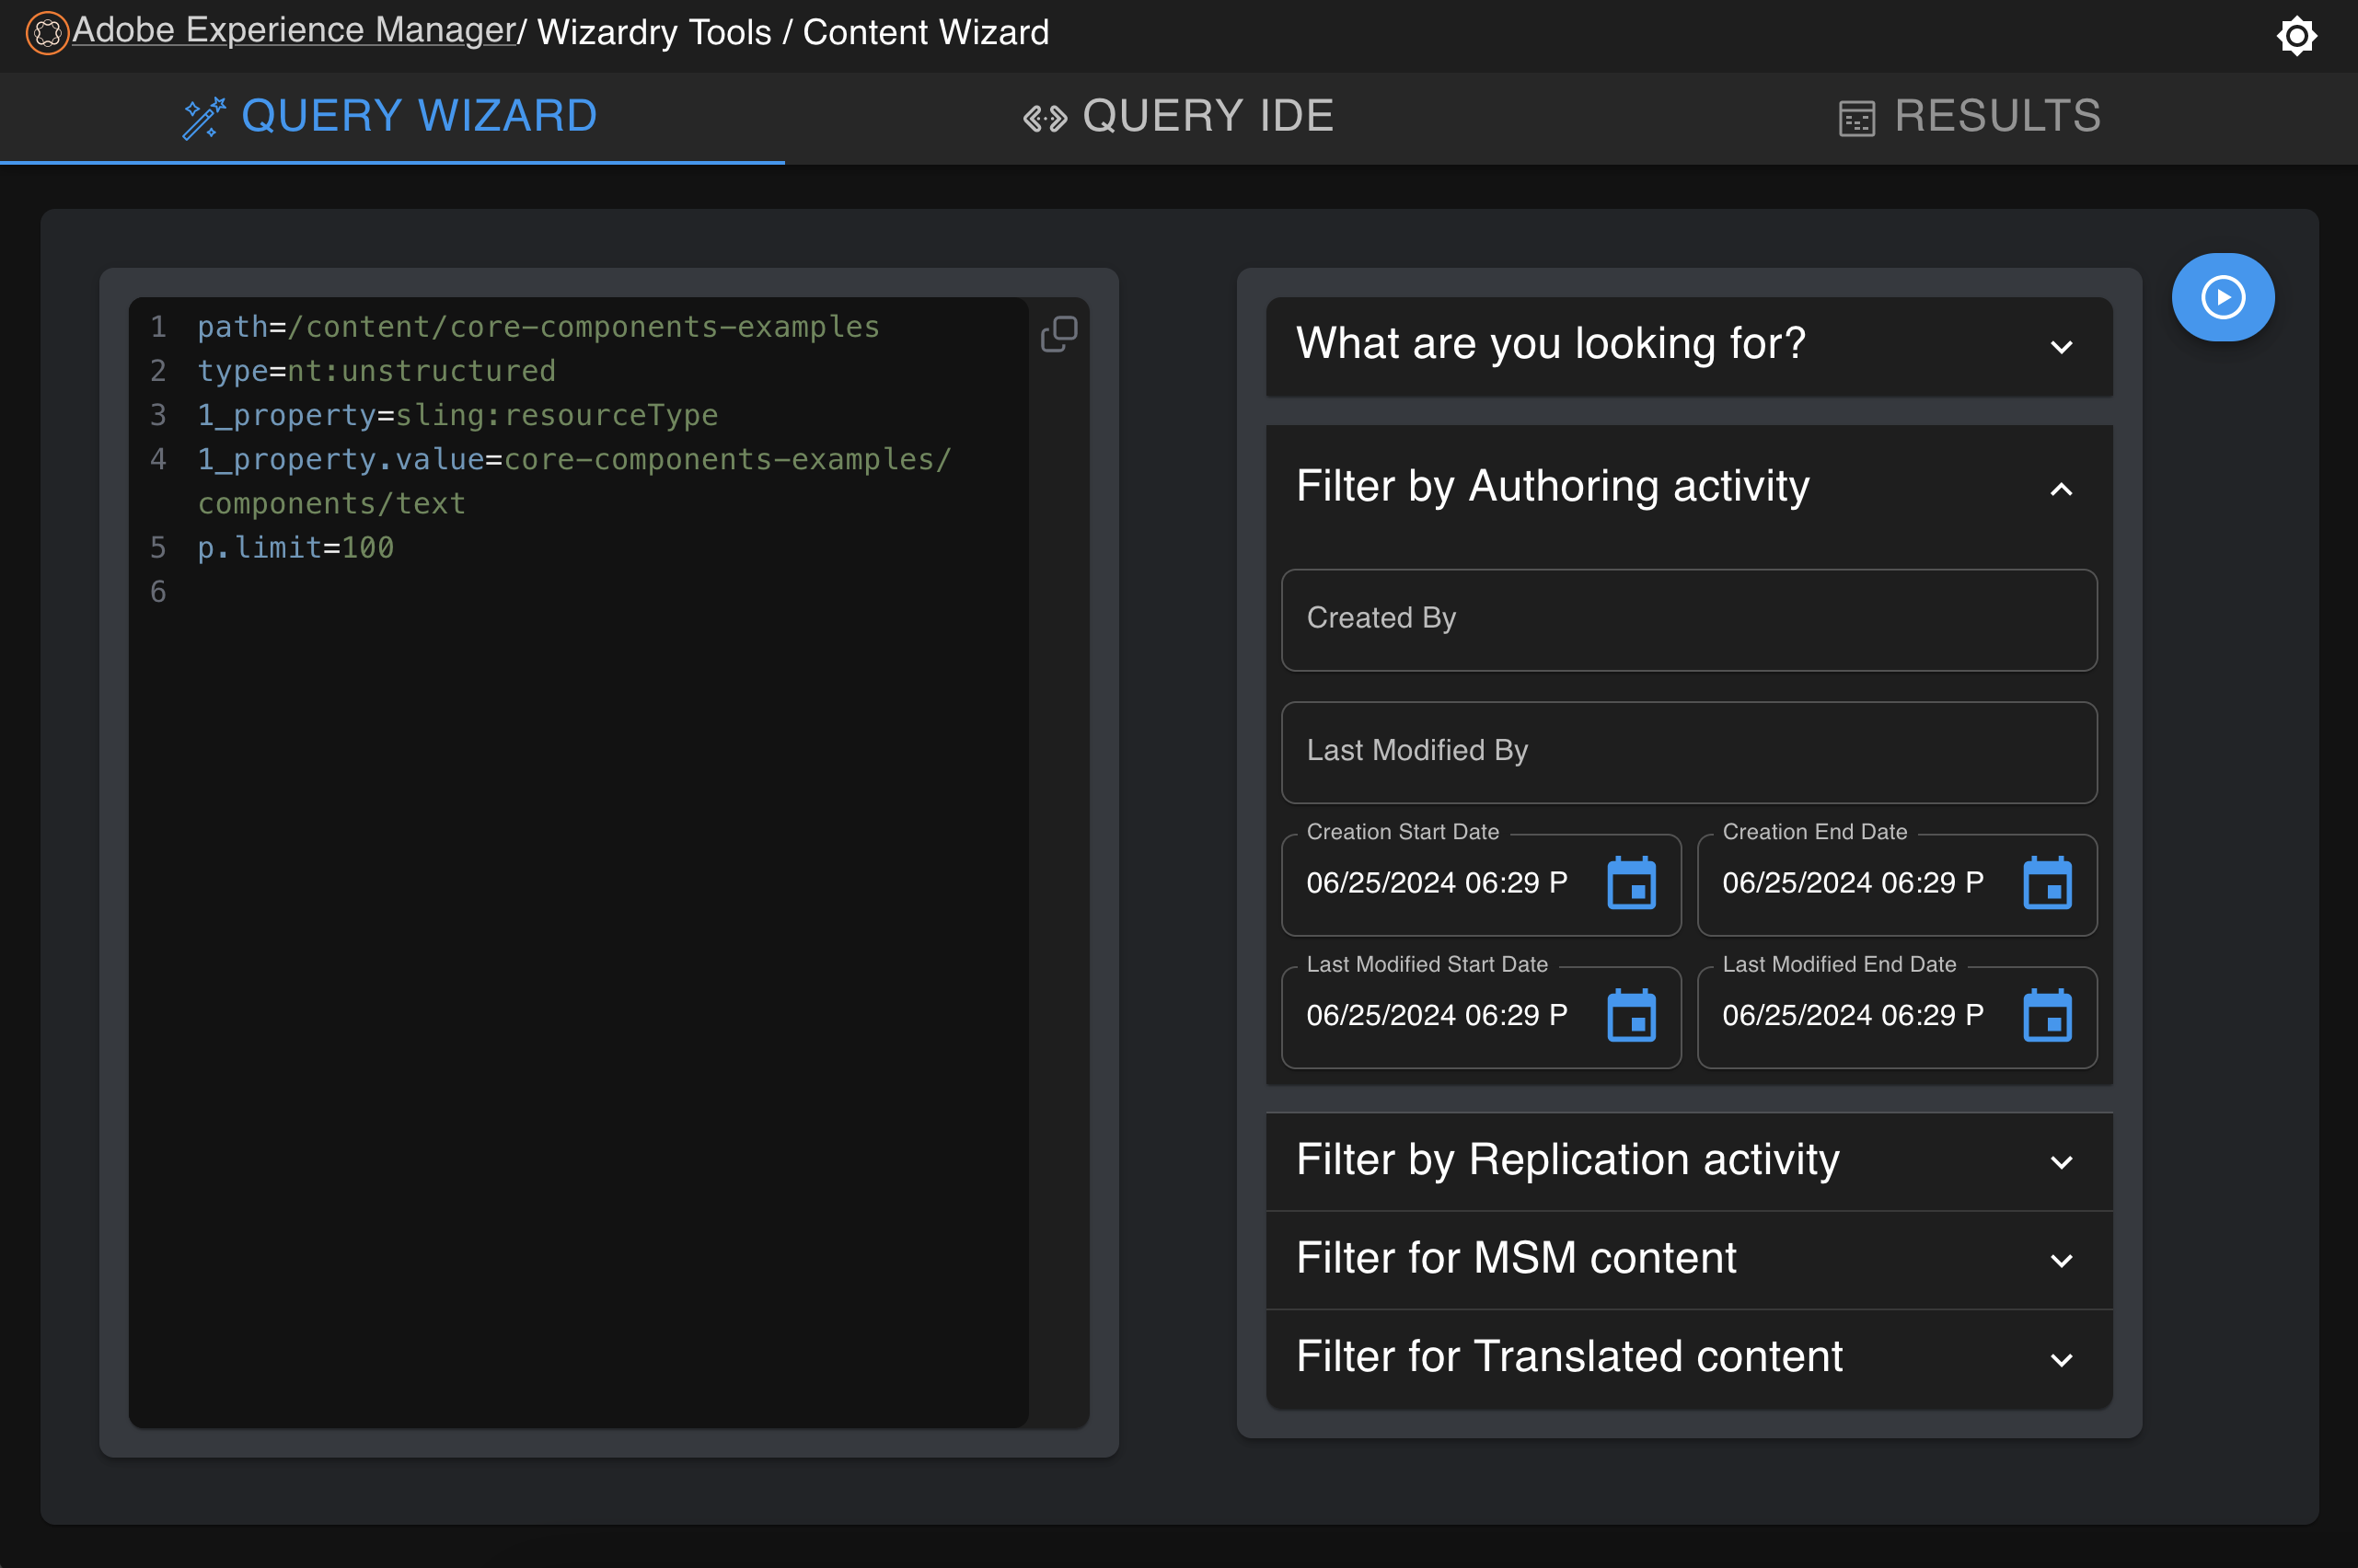 Adobe Experience Manager/ Wizardry Tools / Content Wizard
QUERY WIZARD
QUERY IDE
RESULTS
1 path=/content/core-components-examples
2 type=nt:unstructured
3 1_property=sling:resourceType
4 1_property.value=core-components-examples/
components/text
5 p.limit=100
6
What are you looking for?
Filter by Authoring activity
Created By
Last Modified By
Creation Start Date
06/25/2024 06:29 P
Creation End Date
06/25/2024 06:29 P
Last Modified Start Date
06/25/2024 06:29 P
Last Modified End Date
06/25/2024 06:29 P
Filter by Replication activity
Filter for MSM content
Filter for Translated content